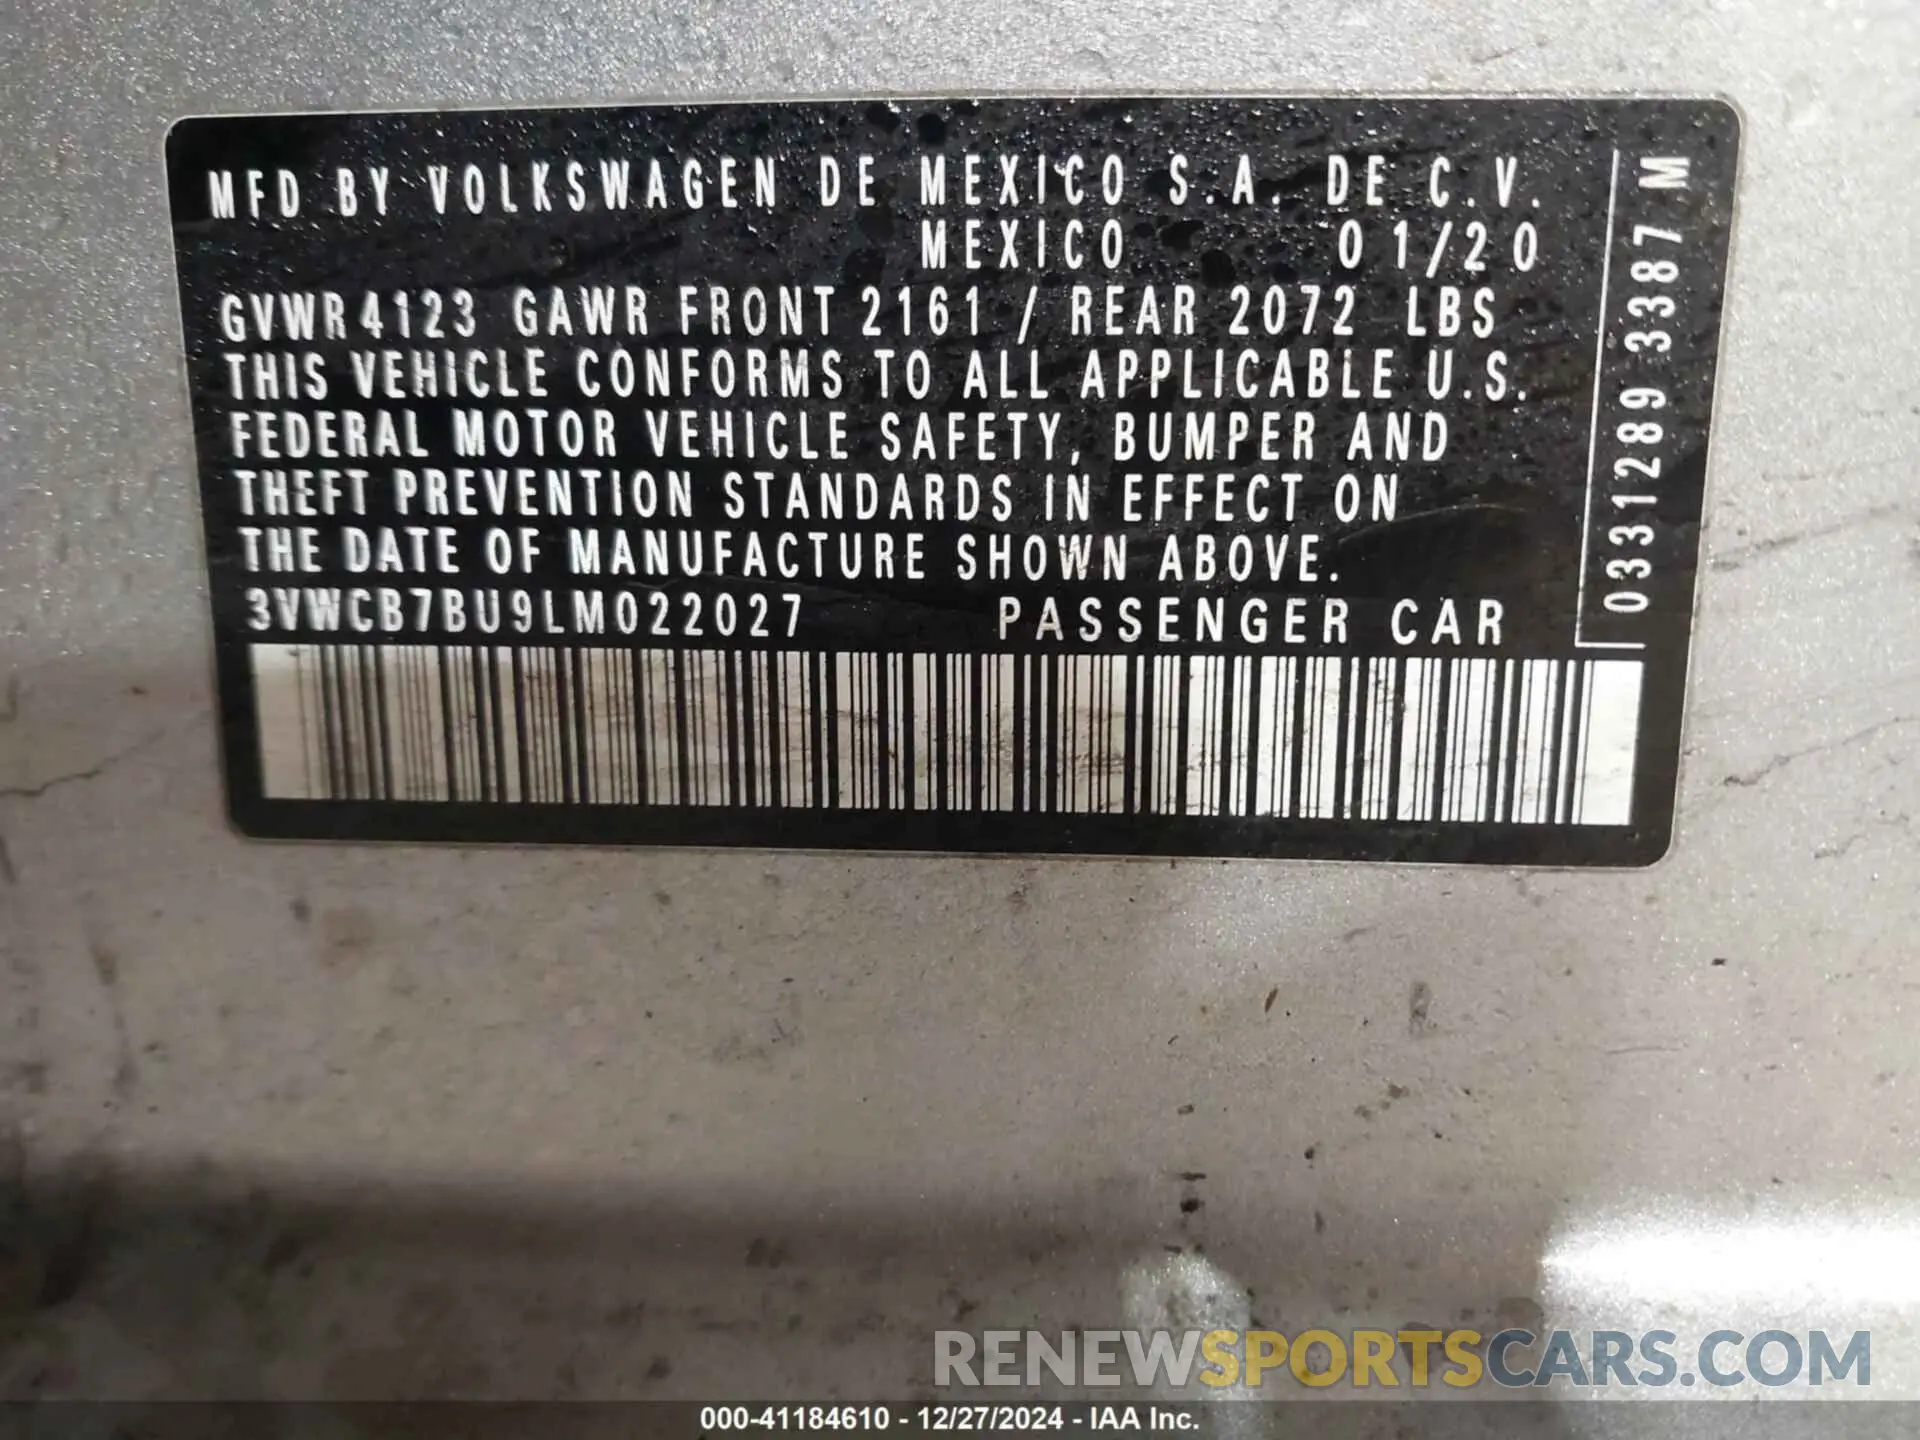 MFD BY VOLKSWAGEN DE MEXICO S.A. DE C.V.
MEXICO 01/20
GVWR 4123 GAWR FRONT 2161 / REAR 2072 LBS
THIS VEHICLE CONFORMS TO ALL APPLICABLE U.S.
FEDERAL MOTOR VEHICLE SAFETY, BUMPER AND
THEFT PREVENTION STANDARDS IN EFFECT ON
THE DATE OF MANUFACTURE SHOWN ABOVE.
3VWCB7BU9LM022027 PASSENGER CAR
0331289 3387 M
RENEWSPORTSCARS.COM
000-41184610 - 12/27/2024 - IAA Inc.